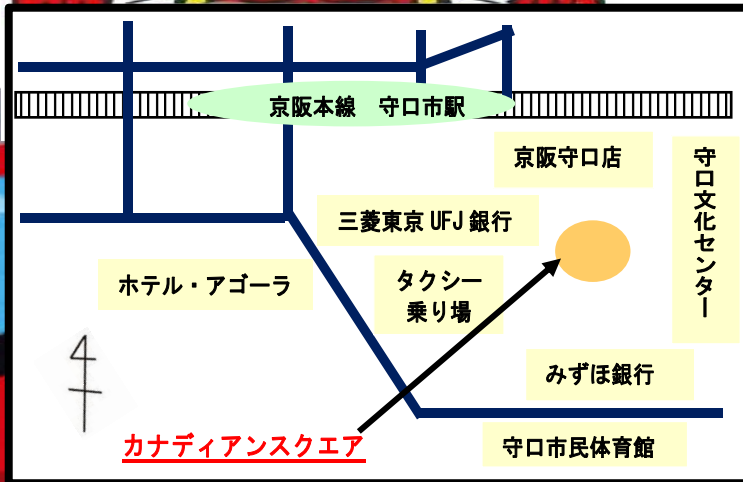 京阪本線　守口市駅
京阪守口店
守口文化センター
三菱東京 UFJ 銀行
ホテル・アゴーラ
タクシー
乗り場
みずほ銀行
カナディアンスクエア
守口市民体育館